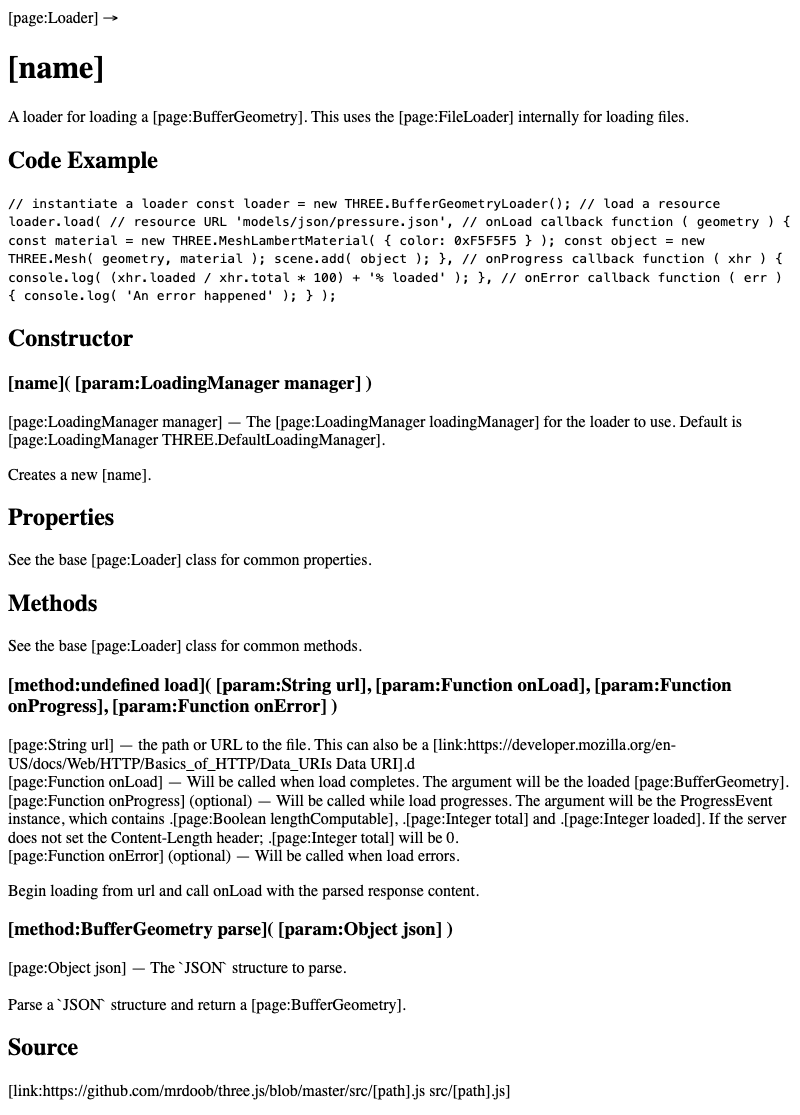 [page:Loader] →
[name]
A loader for loading a [page:BufferGeometry]. This uses the [page:FileLoader] internally for loading files.
Code Example
// instantiate a loader const loader = new THREE.BufferGeometryLoader(); // load a resource
loader.load( // resource URL 'models/json/pressure.json', // onLoad callback function ( geometry ) {
const material = new THREE.MeshLambertMaterial( { color: 0xF5F5F5 } ); const object = new
THREE.Mesh( geometry, material ); scene.add( object ); }, // onProgress callback function ( xhr ) {
console.log( (xhr.loaded / xhr.total * 100) + '% loaded' ); }, // onError callback function ( err )
{ console.log( 'An error happened' ); } );
Constructor
[name]( [param:LoadingManager manager] )
[page:LoadingManager manager] — The [page:LoadingManager loadingManager] for the loader to use. Default is
[page:LoadingManager THREE.DefaultLoadingManager].
Creates a new [name].
Properties
See the base [page:Loader] class for common properties.
Methods
See the base [page:Loader] class for common methods.
[method:undefined load]( [param:String url], [param:Function onLoad], [param:Function
onProgress], [param:Function onError] )
[page:String url] — the path or URL to the file. This can also be a [link:https://developer.mozilla.org/en-
US/docs/Web/HTTP/Basics_of_HTTP/Data_URIs Data URI].d
[page:Function onLoad] — Will be called when load completes. The argument will be the loaded [page:BufferGeometry].
[page:Function onProgress] (optional) — Will be called while load progresses. The argument will be the ProgressEvent
instance, which contains .[page:Boolean lengthComputable], .[page:Integer total] and .[page:Integer loaded]. If the server
does not set the Content-Length header; .[page:Integer total] will be 0.
[page:Function onError] (optional) — Will be called when load errors.
Begin loading from url and call onLoad with the parsed response content.
[method:BufferGeometry parse]( [param:Object json] )
[page:Object json] — The `JSON` structure to parse.
Parse a `JSON` structure and return a [page:BufferGeometry].
Source
[link:https://github.com/mrdoob/three.js/blob/master/src/[path].js src/[path].js]